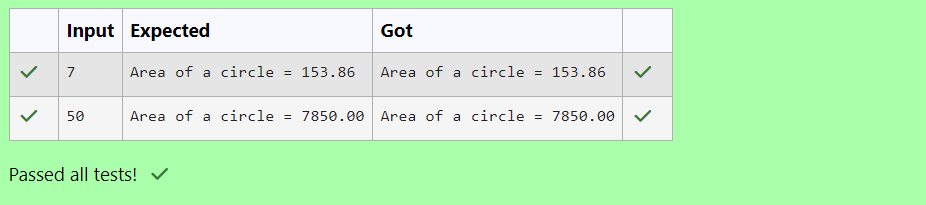 Input Expected Got
7 Area of a circle = 153.86 Area of a circle = 153.86
50 Area of a circle = 7850.00 Area of a circle = 7850.00
Passed all tests!